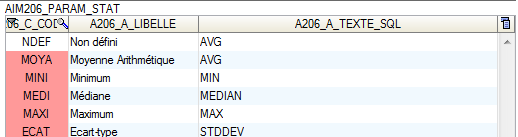 AIM206_PARAM_STAT
06_C_COD A206_A_LIBELLE A206_A_TEXTE_SQL
NDEF Non défini AVG
MOYA Moyenne Arithmétique AVG
MINI Minimum MIN
MEDI Médiane MEDIAN
MAXI Maximum MAX
ECAT Ecart-type STDDEV